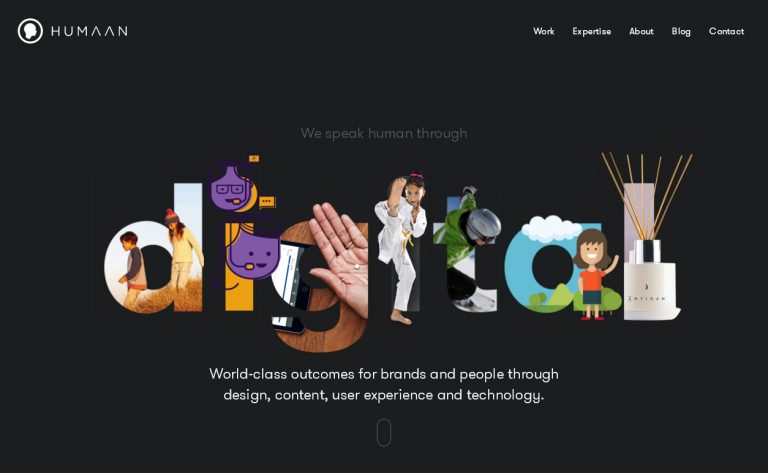 HUMAAN
Work Expertise About Blog Contact
We speak human through
digital
ARTISAN
World-class outcomes for brands and people through
design, content, user experience and technology.